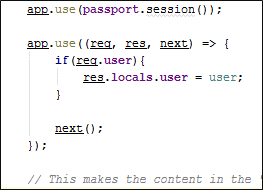 app.use(passport.session());
app.use((req, res, next) => {
if(req.user){
res.locals.user = user;
}
next();
});
// This makes the content in the "